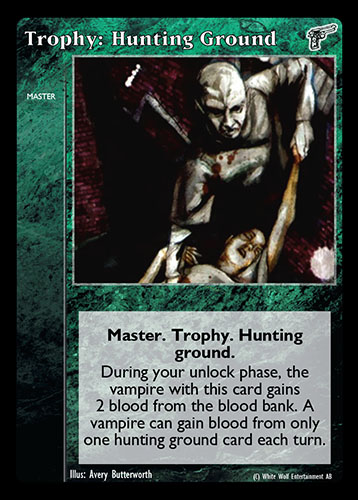 Trophy: Hunting Ground
MASTER
Master. Trophy. Hunting
ground.
During your unlock phase, the
vampire with this card gains
2 blood from the blood bank. A
vampire can gain blood from only
one hunting ground card each turn.
Illus: Avery Butterworth
(C) White Wolf Entertainment AB